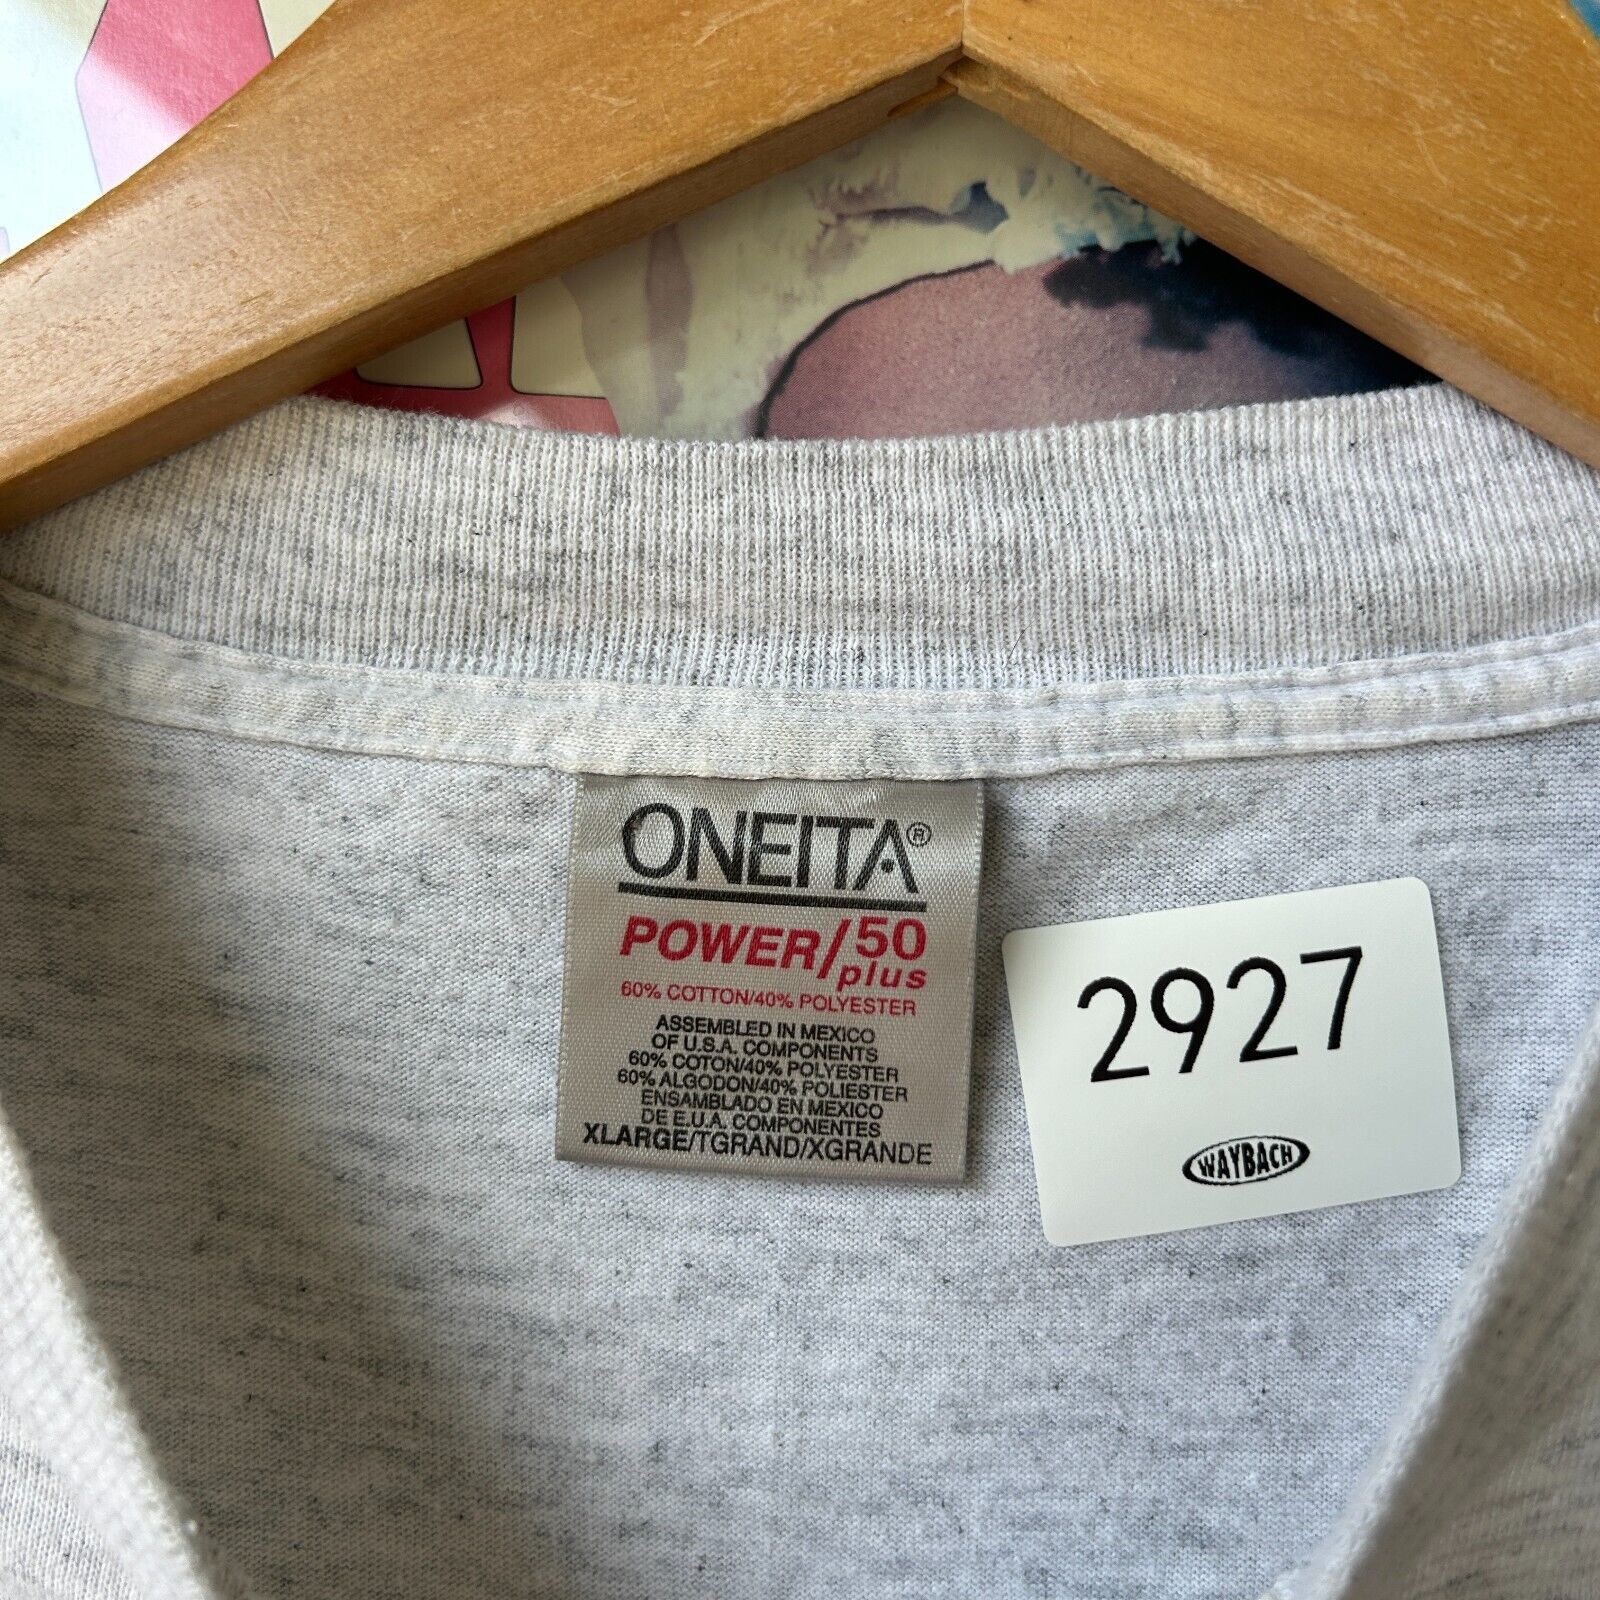 ONEITA®
POWER/50
plus
60% COTTON/40% POLYESTER
ASSEMBLED IN MEXICO
OF U.S.A. COMPONENTS
60% COTON/40% POLYESTER
60% ALGODON/40% POLIESTER
ENSAMBLADO EN MEXICO
DE E.U.A. COMPONENTES
XLARGE/TGRAND/XGRANDE
2927
WAYBACH